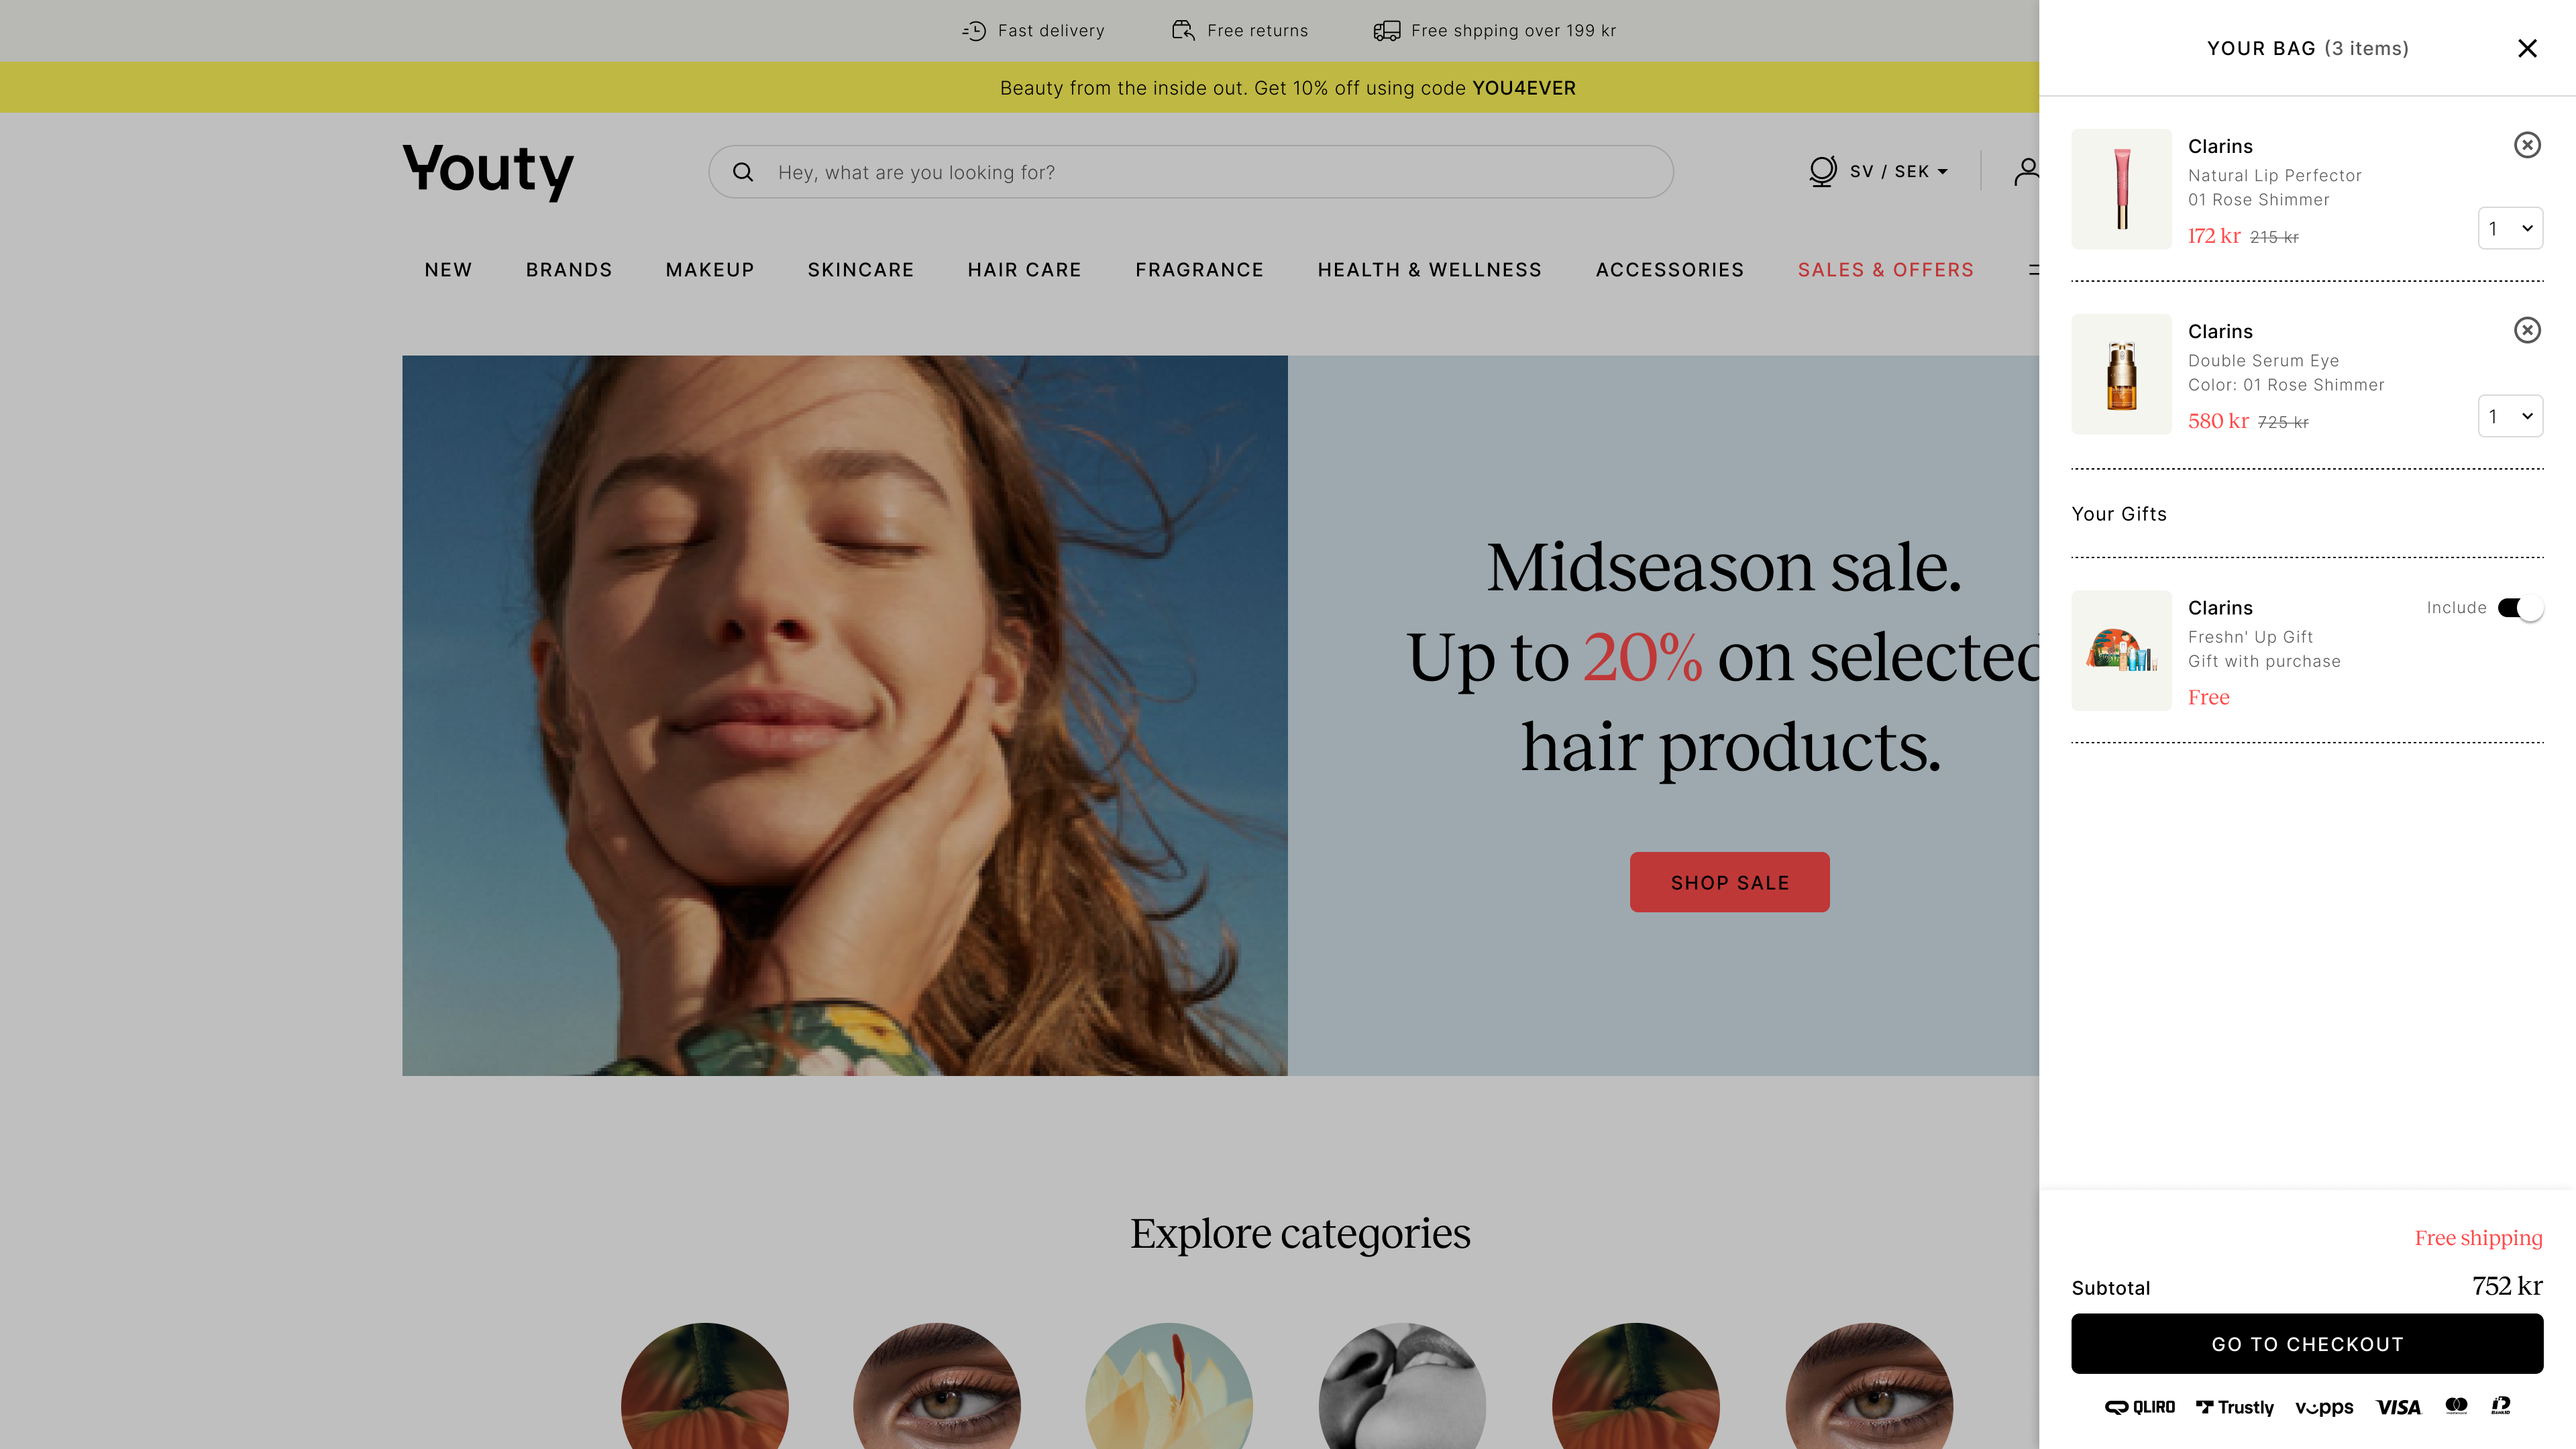 Fast delivery
Free returns
Free shpping over 199 kr
Beauty from the inside out. Get 10% off using code YOU4EVER
Youty
Hey, what are you looking for?
SV / SEK
NEW
BRANDS
MAKEUP
SKINCARE
HAIR CARE
FRAGRANCE
HEALTH & WELLNESS
ACCESSORIES
SALES & OFFERS
Midseason sale.
Up to 20% on selected
hair products.
SHOP SALE
Explore categories
YOUR BAG (3 items)
Clarins
Natural Lip Perfector
01 Rose Shimmer
172 kr 215 kr
1
Clarins
Double Serum Eye
Color: 01 Rose Shimmer
580 kr 725 kr
1
Your Gifts
Clarins
Include
Freshn' Up Gift
Gift with purchase
Free
Free shipping
Subtotal
752 kr
GO TO CHECKOUT
QLIRO
Trustly
vipps
VISA